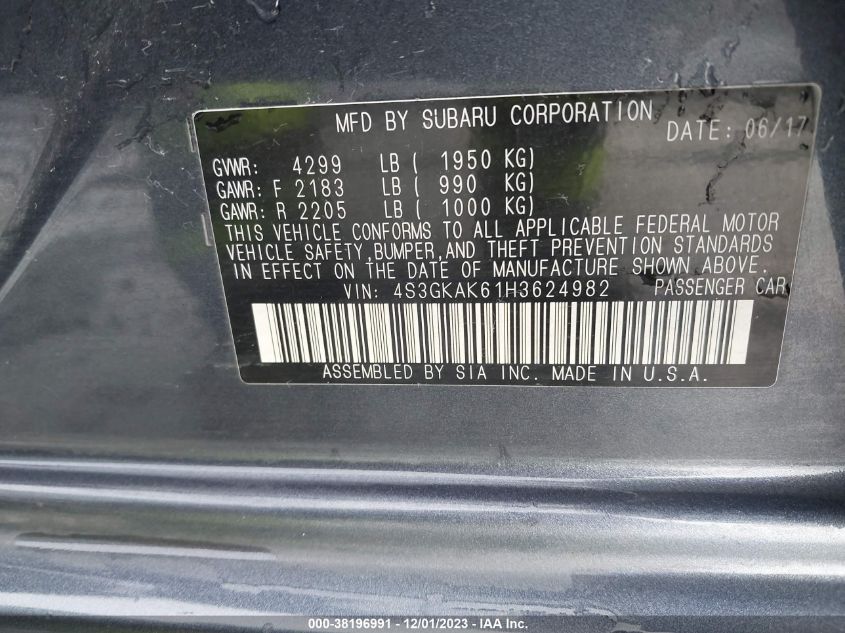 MFD BY SUBARU CORPORATION
DATE: 06/17
GVWR: 4299 LB ( 1950 KG)
GAWR: F 2183 LB ( 990 KG)
GAWR: R 2205 LB ( 1000 KG)
THIS VEHICLE CONFORMS TO ALL APPLICABLE FEDERAL MOTOR
VEHICLE SAFETY,BUMPER,AND THEFT PREVENTION STANDARDS
IN EFFECT ON THE DATE OF MANUFACTURE SHOWN ABOVE.
VIN: 4S3GKAK61H3624982 PASSENGER CAR
ASSEMBLED BY SIA INC. MADE IN U.S.A.
000-38196991 - 12/01/2023 - IAA Inc.